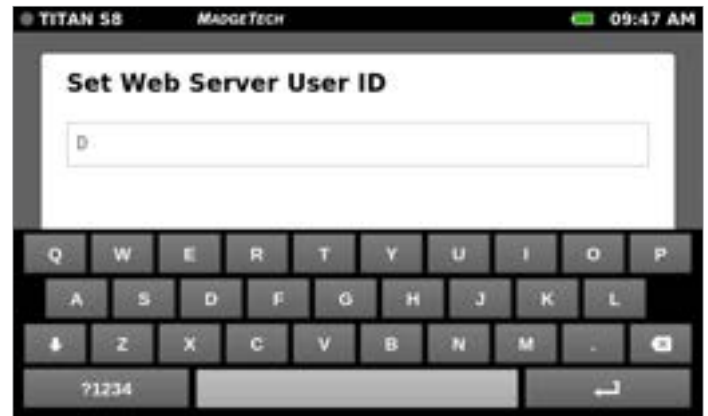 TITAN S8 MADGETECH 09:47 AM
Set Web Server User ID
D
Q W E R T Y U I O P
A S D F G H J K L
Z X C V B N M .
?1234